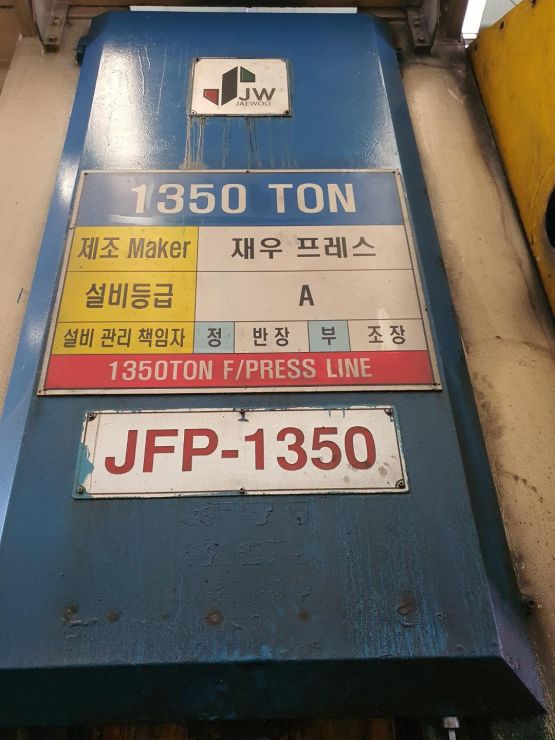 JW
JAEWOO
1350 TON
제조 Maker 재우 프레스
설비등급 A
설비 관리 책임자 정 반장 부 조장
1350TON F/PRESS LINE
JFP-1350